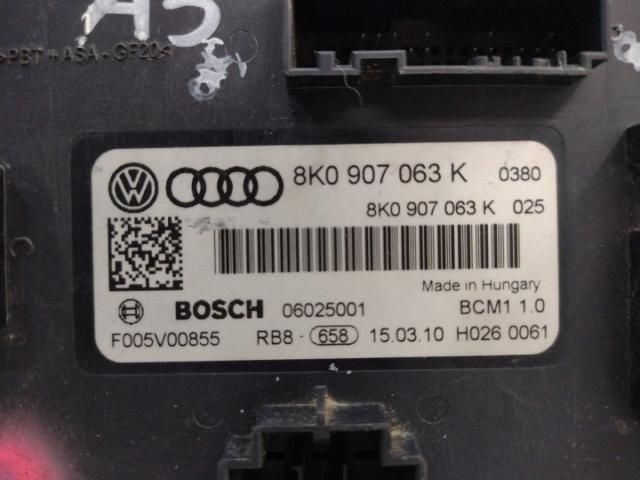 A5
>PBT+ASA-GF20<
8K0 907 063 K 0380
8K0 907 063 K 025
Made in Hungary
BOSCH 06025001 BCM1 1.0
F005V00855 RB8- 658 15.03.10 H026 0061
C